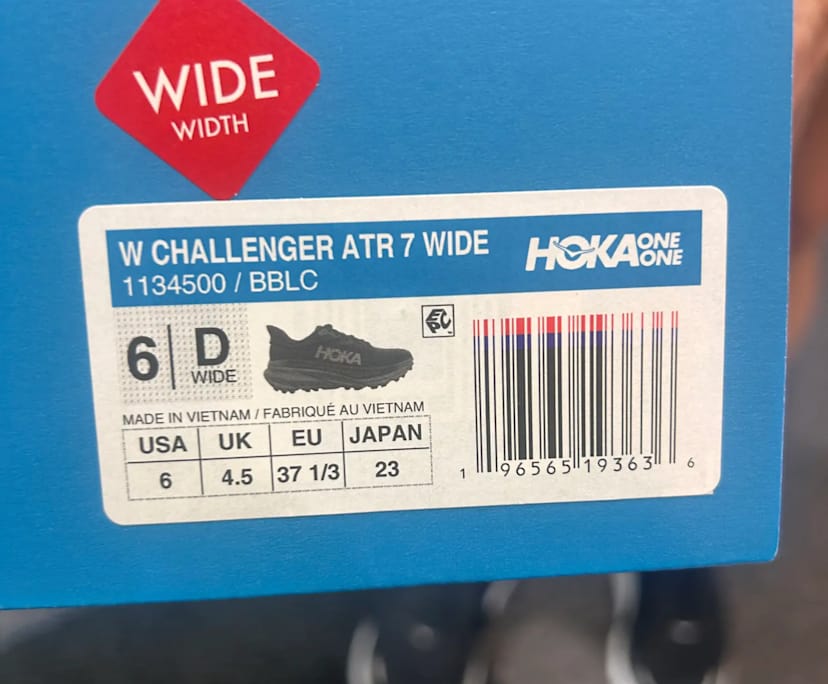 WIDE
WIDTH
W CHALLENGER ATR 7 WIDE
1134500 / BBLC
HOKA ONE ONE
6 D
WIDE
HOKA
EPC
MADE IN VIETNAM / FABRIQUÉ AU VIETNAM
USA UK EU JAPAN
6 4.5 37 1/3 23
1 96565 19363 6